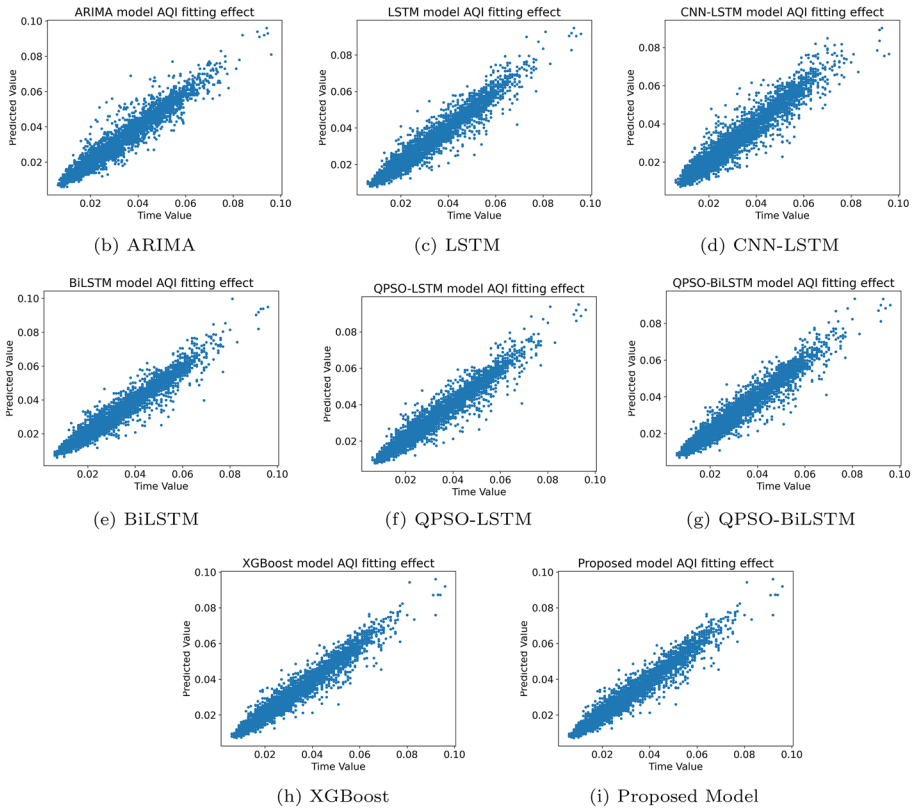 ARIMA model AQI fitting effect
0.10
0.08
0.06
0.04
0.02
Predicted Value
0.02 0.04 0.06 0.08 0.10
Time Value
(b) ARIMA
LSTM model AQI fitting effect
0.08
0.06
0.04
0.02
Predicted Value
0.02 0.04 0.06 0.08 0.10
Time Value
(c) LSTM
CNN-LSTM model AQI fitting effect
0.08
0.06
0.04
0.02
Predicted Value
0.02 0.04 0.06 0.08 0.10
Time Value
(d) CNN-LSTM
BiLSTM model AQI fitting effect
0.10
0.08
0.06
0.04
0.02
Predicted Value
0.02 0.04 0.06 0.08 0.10
Time Value
(e) BiLSTM
QPSO-LSTM model AQI fitting effect
0.08
0.06
0.04
0.02
Predicted Value
0.02 0.04 0.06 0.08 0.10
Time Value
(f) QPSO-LSTM
QPSO-BiLSTM model AQI fitting effect
0.08
0.06
0.04
0.02
Predicted Value
0.02 0.04 0.06 0.08 0.10
Time Value
(g) QPSO-BiLSTM
XGBoost model AQI fitting effect
0.10
0.08
0.06
0.04
0.02
Predicted Value
0.02 0.04 0.06 0.08 0.10
Time Value
(h) XGBoost
Proposed model AQI fitting effect
0.10
0.08
0.06
0.04
0.02
Predicted Value
0.02 0.04 0.06 0.08 0.10
Time Value
(i) Proposed Model